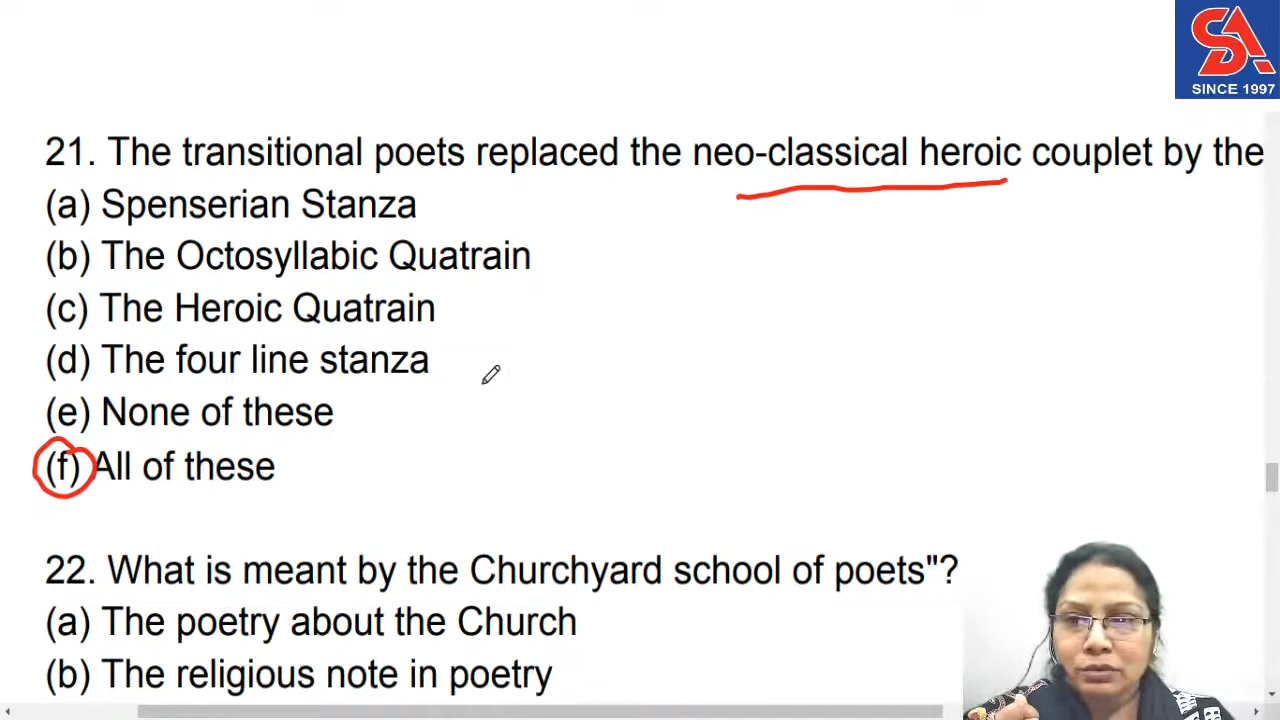 SDA
SINCE 1997
21. The transitional poets replaced the neo-classical heroic couplet by the
(a) Spenserian Stanza
(b) The Octosyllabic Quatrain
(c) The Heroic Quatrain
(d) The four line stanza
(e) None of these
(f) All of these
22. What is meant by the Churchyard school of poets"?
(a) The poetry about the Church
(b) The religious note in poetry